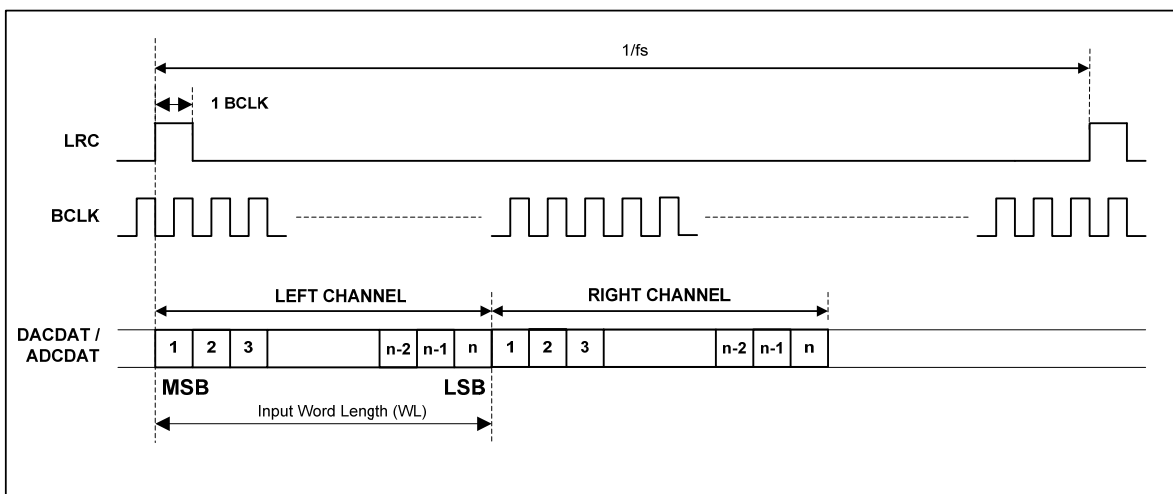 1/fs
1 BCLK
LRC
BCLK
LEFT CHANNEL
RIGHT CHANNEL
DACDAT /
ADCDAT
1 2 3 n-2 n-1 n 1 2 3 n-2 n-1 n
MSB LSB
Input Word Length (WL)